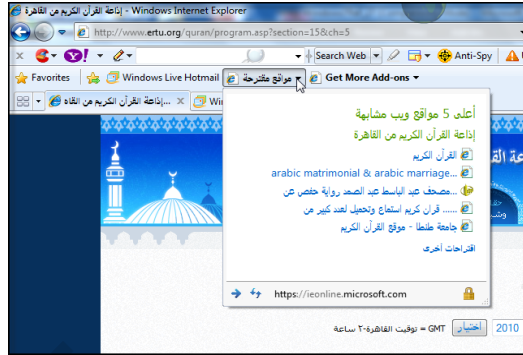 إذاعة القرآن الكريم من القاهرة - Windows Internet Explorer
http://www.ertu.org/quran/program.asp?section=15&ch=5
Search Web
Anti-Spy
Favorites
Windows Live Hotmail
مواقع مقترحة
Get More Add-ons
إذاعة القرآن الكريم من القاه...
أعلى 5 مواقع ويب مشابهة
إذاعة القرآن الكريم من القاهرة
القرآن الكريم
arabic matrimonial & arabic marriage...
مصحف عبد الباسط عبد الصمد رواية حفص عن...
قران كريم استماع وتحميل لعدد كبير من ......
جامعة طنطا - موقع القرآن الكريم
اقتراحات أخرى
https://ieonline.microsoft.com
GMT = توقيت القاهرة-٢ ساعة
اختيار
2010